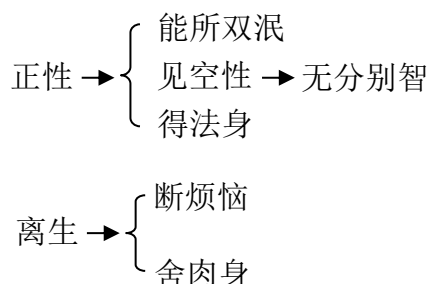 能所双泯
正性 → 见空性 → 无分别智
得法身
断烦恼
离生 →
舍肉身